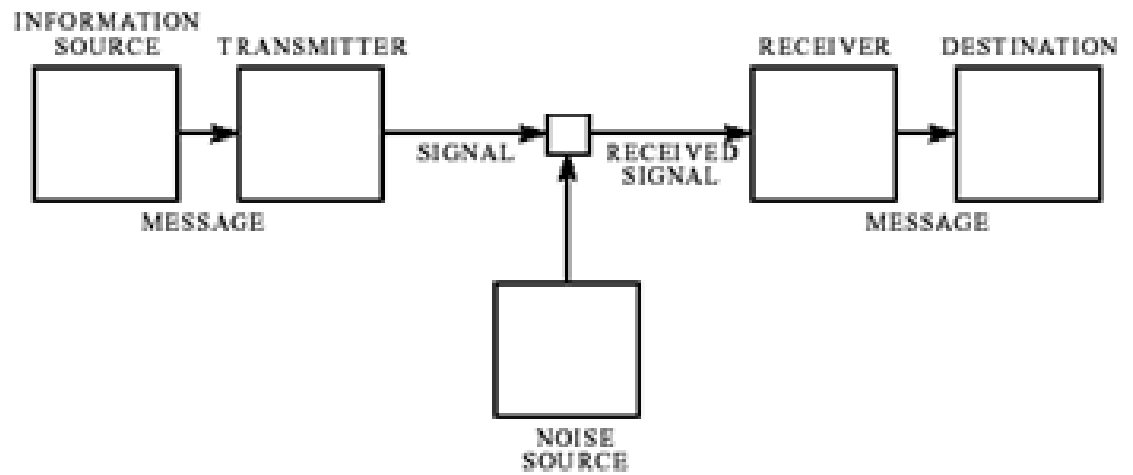 INFORMATION
SOURCE
TRANSMITTER
RECEIVER
DESTINATION
SIGNAL
RECEIVED
SIGNAL
MESSAGE
MESSAGE
NOISE
SOURCE